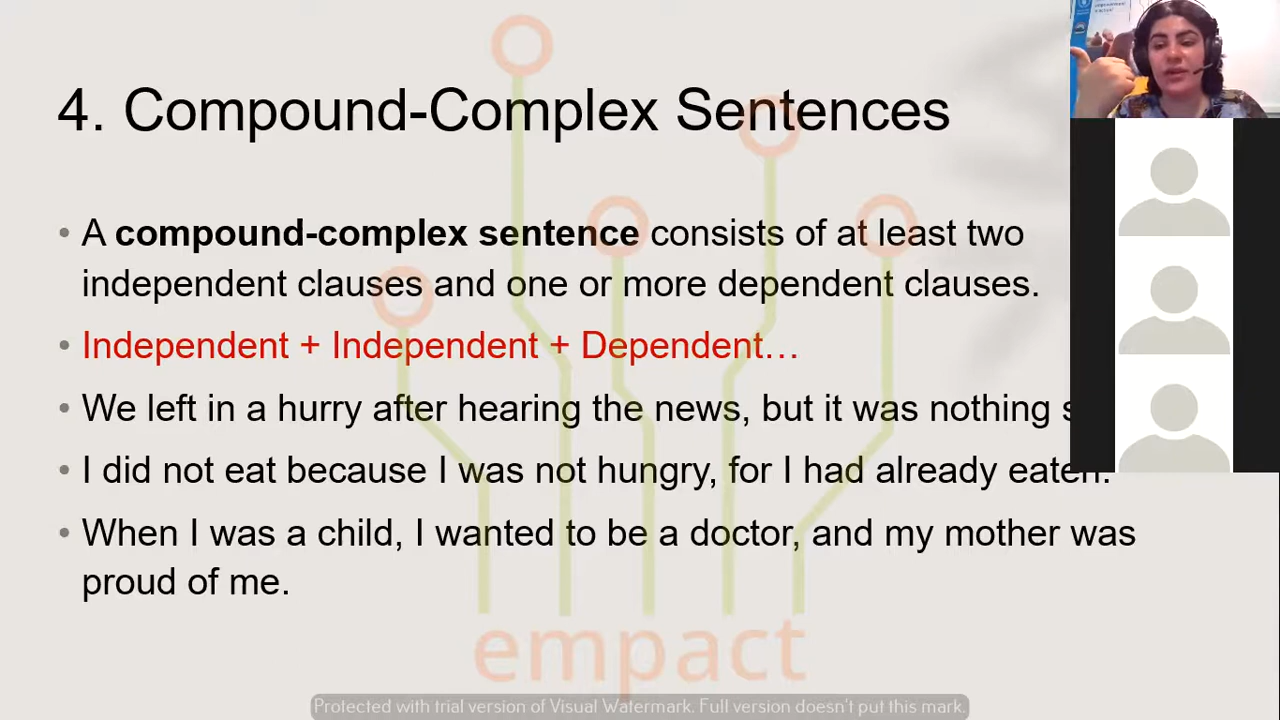 4. Compound-Complex Sentences
• A compound-complex sentence consists of at least two
independent clauses and one or more dependent clauses.
• Independent + Independent + Dependent…
• We left in a hurry after hearing the news, but it was nothing
• I did not eat because I was not hungry, for I had already eaten.
• When I was a child, I wanted to be a doctor, and my mother was
proud of me.
empact
Protected with trial version of Visual Watermark. Full version doesn't put this mark.